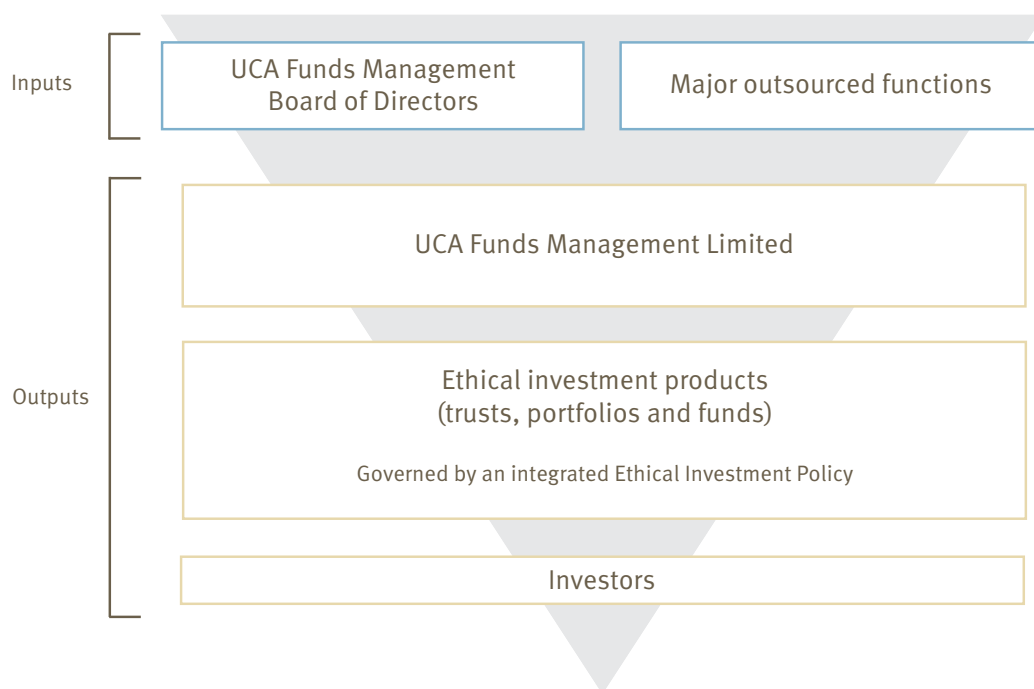 Inputs
UCA Funds Management
Board of Directors
Major outsourced functions
Outputs
UCA Funds Management Limited
Ethical investment products
(trusts, portfolios and funds)
Governed by an integrated Ethical Investment Policy
Investors